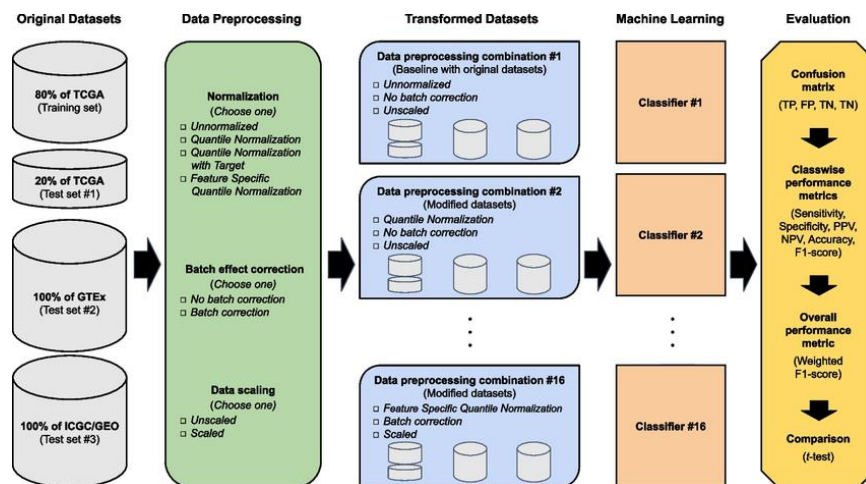 Original Datasets
Data Preprocessing
Transformed Datasets
Machine Learning
Evaluation
80% of TCGA
(Training set)
20% of TCGA
(Test set #1)
100% of GTEx
(Test set #2)
100% of ICGC/GEO
(Test set #3)
Normalization
(Choose one)
Unnormalized
Quantile Normalization
Quantile Normalization
with Target
Feature Specific
Quantile Normalization
Batch effect correction
(Choose one)
No batch correction
Batch correction
Data scaling
(Choose one)
Unscaled
Scaled
Data preprocessing combination #1
(Baseline with original datasets)
Unnormalized
No batch correction
Unscaled
Data preprocessing combination #2
(Modified datasets)
Quantile Normalization
No batch correction
Unscaled
Data preprocessing combination #16
(Modified datasets)
Feature Specific Quantile Normalization
Batch correction
Scaled
Classifier #1
Classifier #2
Classifier #16
Confusion
matrix
(TP, FP, TN, TN)
Classwise
performance
metrics
(Sensitivity,
Specificity, PPV,
NPV, Accuracy,
F1-score)
Overall
performance
metric
(Weighted
F1-score)
Comparison
(t-test)